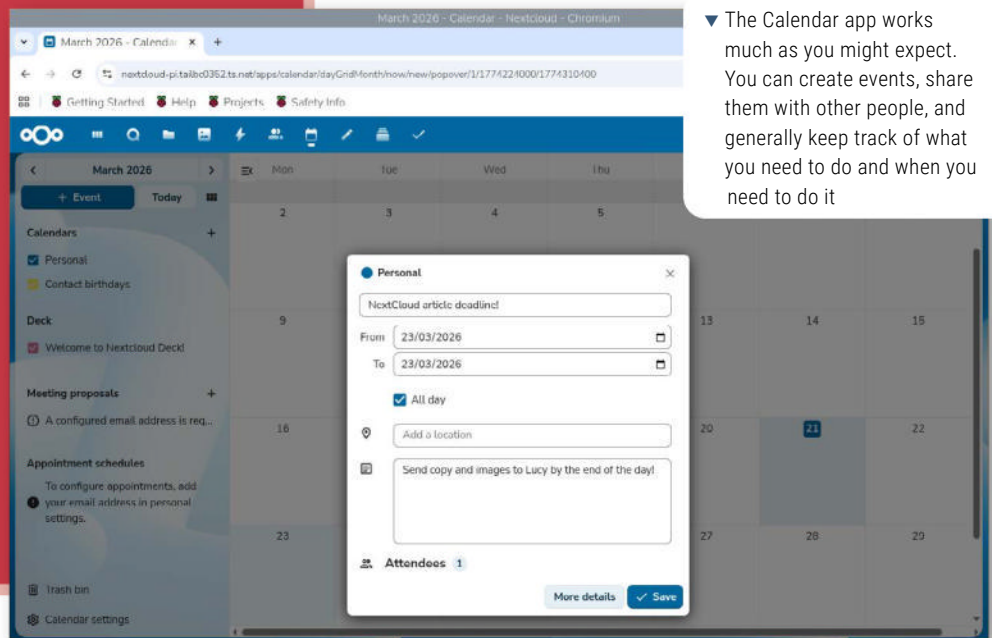 March 2026 - Calendar - Nextcloud - Chromium
March 2026 - Calendar
nextcloud-pi.tailbc0352.ts.net/apps/calendar/dayGridMonth/now/new/popover/1/1774224000/1774310400
Getting Started Help Projects Safety Info
▼ The Calendar app works
much as you might expect.
You can create events, share
them with other people, and
generally keep track of what
you need to do and when you
need to do it
March 2026
Mon Tue Wed Thu
+ Event Today
2 3 4 5
Calendars +
Personal
Contact birthdays
Deck
Welcome to Nextcloud Deck!
9 13 14 15
Meeting proposals +
A configured email address is req...
16 20 21 22
Appointment schedules
To configure appointments, add
your email address in personal
settings.
23 27 28 29
Trash bin
Calendar settings
Personal
NextCloud article deadline!
From 23/03/2026
To 23/03/2026
All day
Add a location
Send copy and images to Lucy by the end of the day!
Attendees 1
More details Save